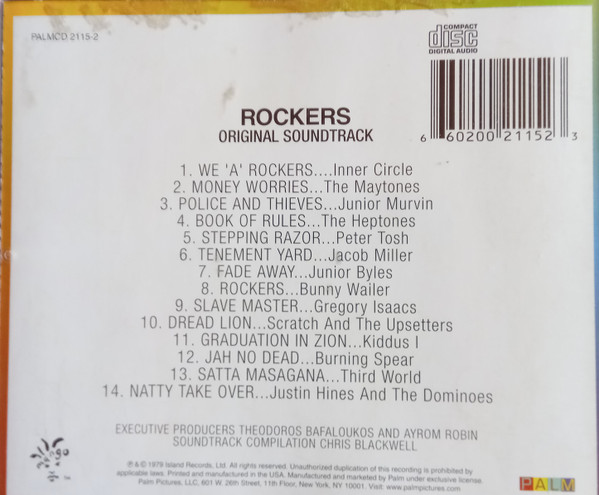 PALMCD 2115-2
COMPACT
disc
DIGITAL AUDIO
ROCKERS
ORIGINAL SOUNDTRACK
6 60200 21152 3
1. WE 'A' ROCKERS....Inner Circle
2. MONEY WORRIES...The Maytones
3. POLICE AND THIEVES...Junior Murvin
4. BOOK OF RULES...The Heptones
5. STEPPING RAZOR...Peter Tosh
6. TENEMENT YARD...Jacob Miller
7. FADE AWAY...Junior Byles
8. ROCKERS...Bunny Wailer
9. SLAVE MASTER...Gregory Isaacs
10. DREAD LION...Scratch And The Upsetters
11. GRADUATION IN ZION...Kiddus I
12. JAH NO DEAD...Burning Spear
13. SATTA MASAGANA...Third World
14. NATTY TAKE OVER...Justin Hines And The Dominoes
EXECUTIVE PRODUCERS THEODOROS BAFALOUKOS AND AYROM ROBIN
SOUNDTRACK COMPILATION CHRIS BLACKWELL
℗ & © 1979 Island Records, Ltd. All rights reserved. Unauthorized duplication of this recording is prohibited by
applicable laws. Printed and manufactured in the USA. Manufactured and marketed by Palm under exclusive license.
Palm Pictures, LLC, 601 W. 26th Street, 11th Floor, New York, NY 10001. Visit: www.palmpictures.com
PALM